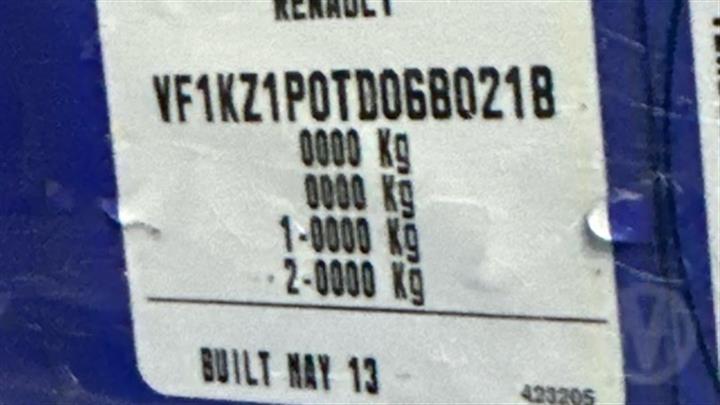 RENAULT
VF1KZ1P0TD0680218
0000 Kg
0000 Kg
1-0000 Kg
2-0000 Kg
BUILT MAY 13
423205